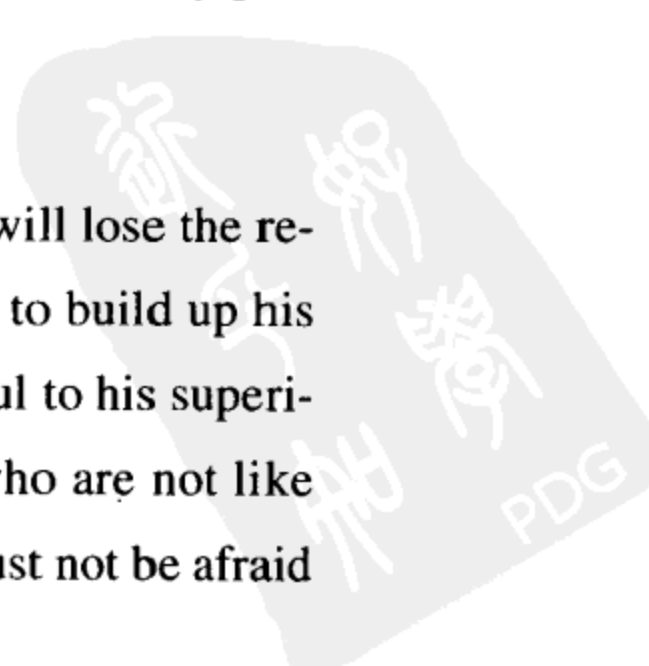 will lose the re-
to build up his
ul to his superi-
who are not like
ust not be afraid
PDG